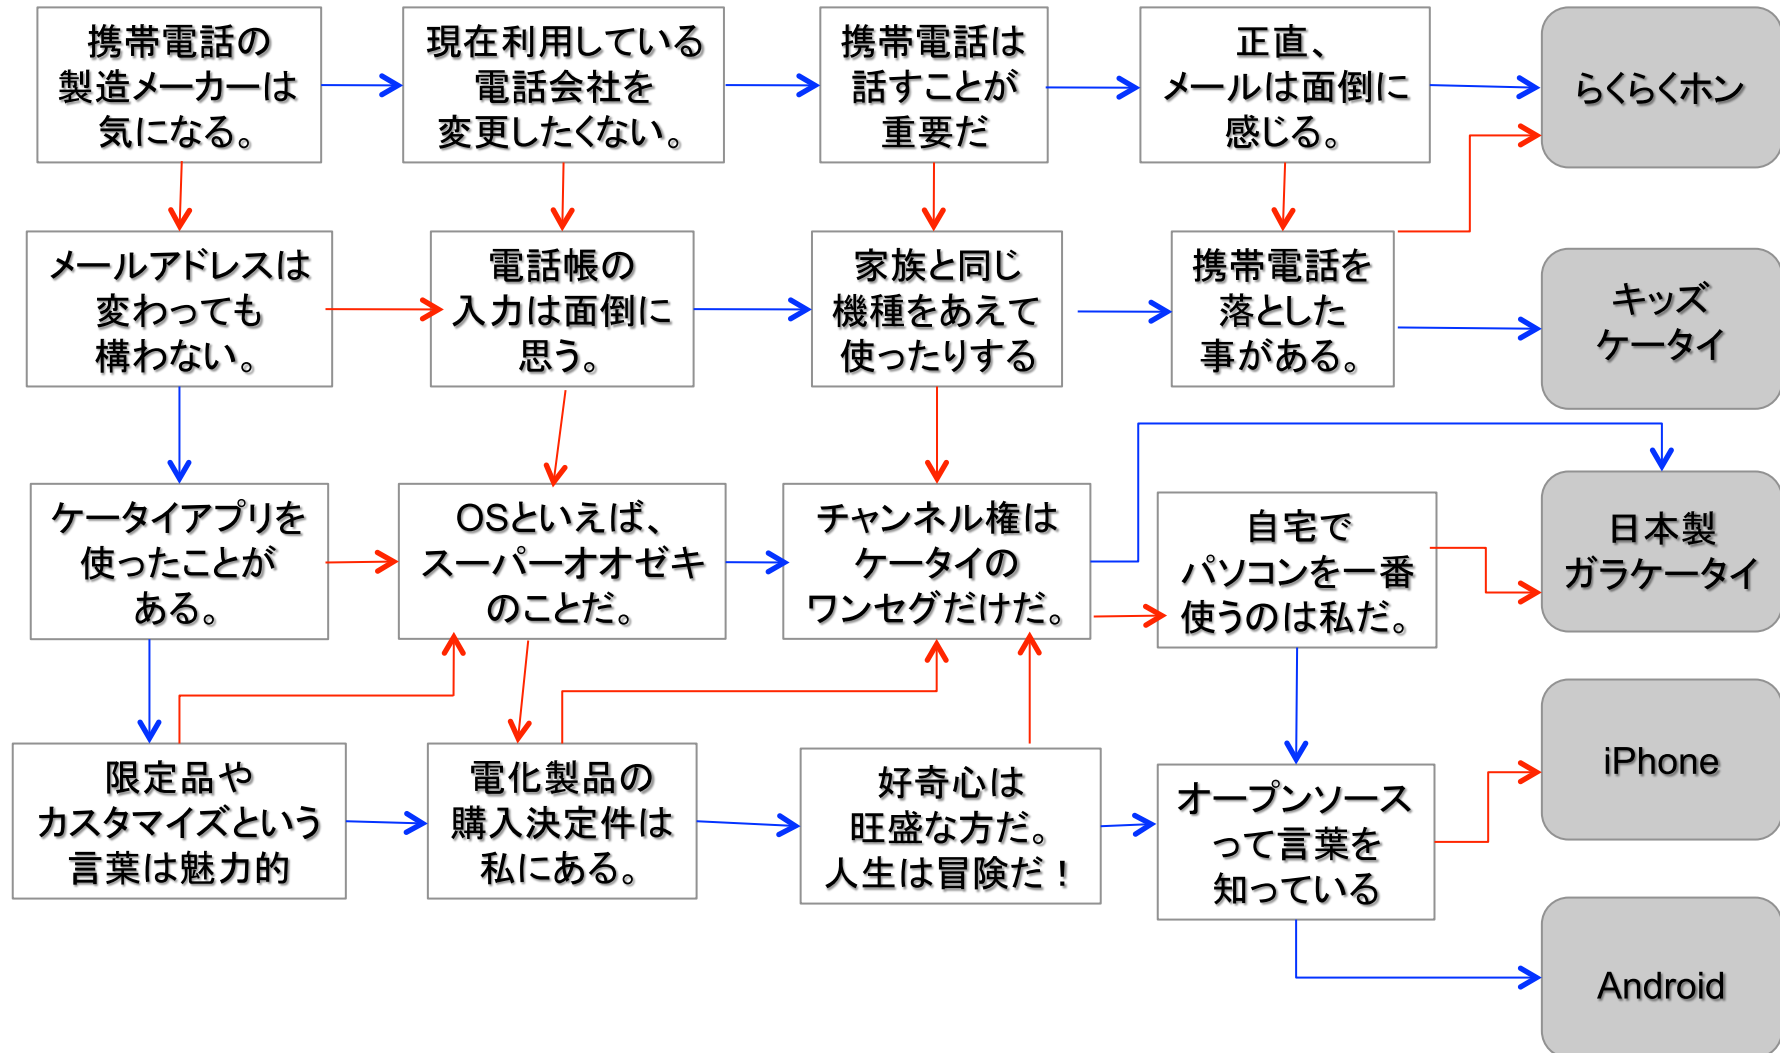 携帯電話の
製造メーカーは
気になる。
現在利用している
電話会社を
変更したくない。
携帯電話は
話すことが
重要だ
正直、
メールは面倒に
感じる。
らくらくホン
メールアドレスは
変わっても
構わない。
電話帳の
入力は面倒に
思う。
家族と同じ
機種をあえて
使ったりする
携帯電話を
落とした
事がある。
キッズ
ケータイ
ケータイアプリを
使ったことが
ある。
OSといえば、
スーパーオオゼキ
のことだ。
チャンネル権は
ケータイの
ワンセグだけだ。
自宅で
パソコンを一番
使うのは私だ。
日本製
ガラケータイ
限定品や
カスタマイズという
言葉は魅力的
電化製品の
購入決定件は
私にある。
好奇心は
旺盛な方だ。
人生は冒険だ！
オープンソース
って言葉を
知っている
iPhone
Android